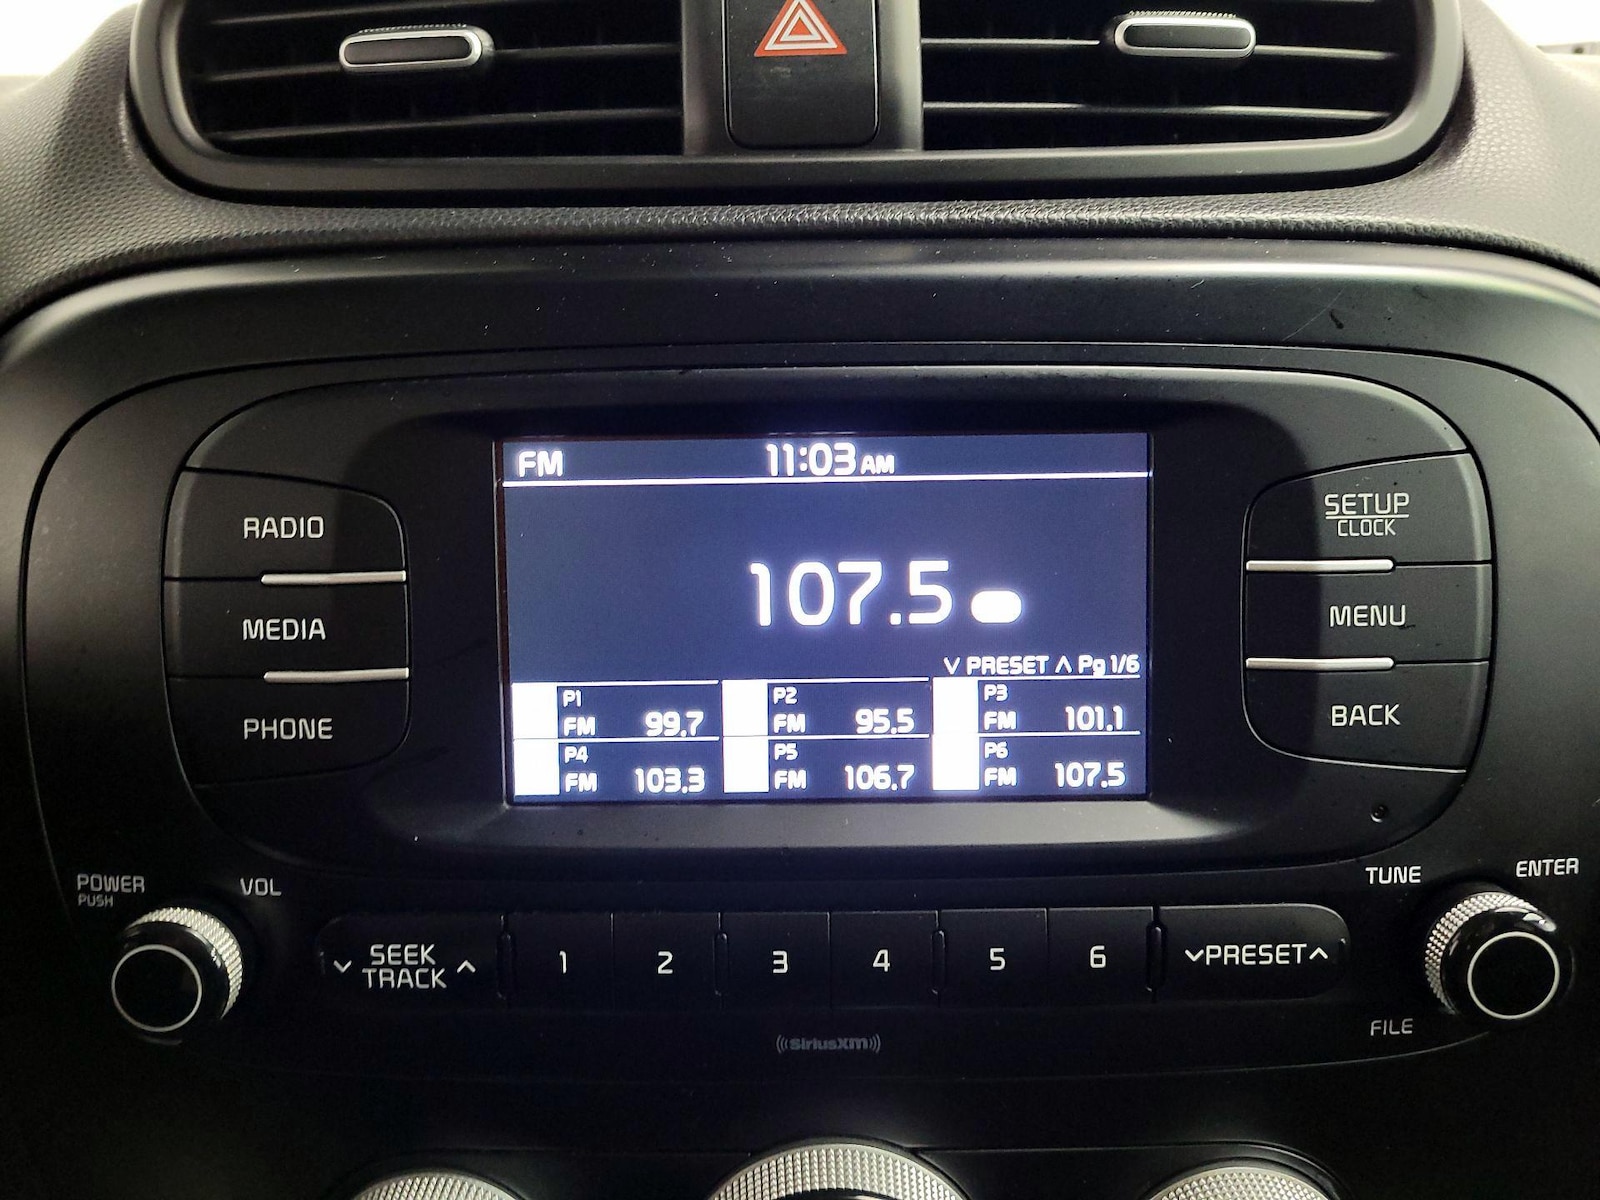 FM 11:03 AM
107.5
∨ PRESET ∧ Pg 1/6
P1 FM 99.7
P2 FM 95.5
P3 FM 101.1
P4 FM 103.3
P5 FM 106.7
P6 FM 107.5
RADIO
MEDIA
PHONE
SETUP
CLOCK
MENU
BACK
POWER
PUSH
VOL
∨ SEEK ∧
TRACK
1 2 3 4 5 6
∨PRESET∧
TUNE
ENTER
FILE
((SiriusXM))